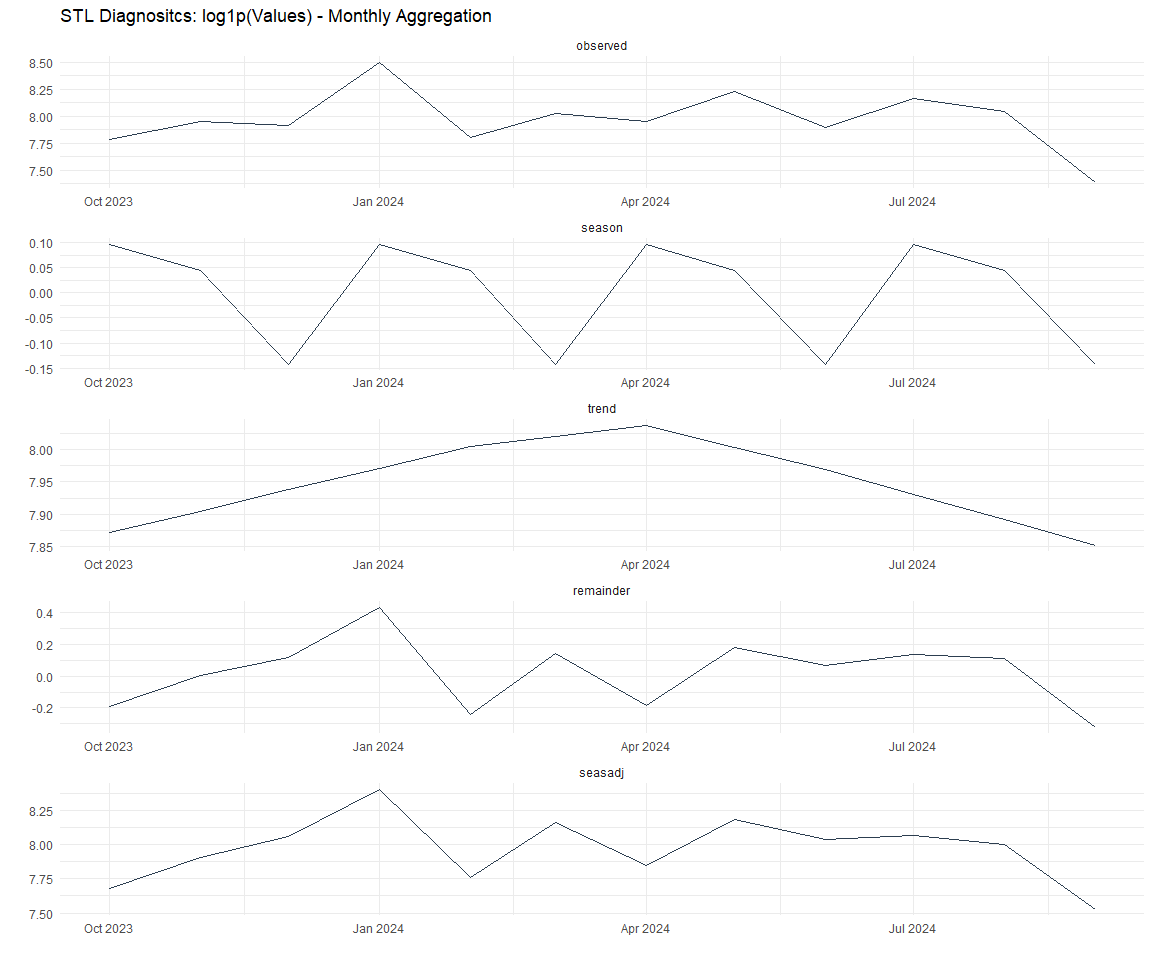 STL Diagnositcs: log1p(Values) - Monthly Aggregation
observed
8.50
8.25
8.00
7.75
7.50
Oct 2023 Jan 2024 Apr 2024 Jul 2024
season
0.10
0.05
0.00
-0.05
-0.10
-0.15
Oct 2023 Jan 2024 Apr 2024 Jul 2024
trend
8.00
7.95
7.90
7.85
Oct 2023 Jan 2024 Apr 2024 Jul 2024
remainder
0.4
0.2
0.0
-0.2
Oct 2023 Jan 2024 Apr 2024 Jul 2024
seasadj
8.25
8.00
7.75
7.50
Oct 2023 Jan 2024 Apr 2024 Jul 2024